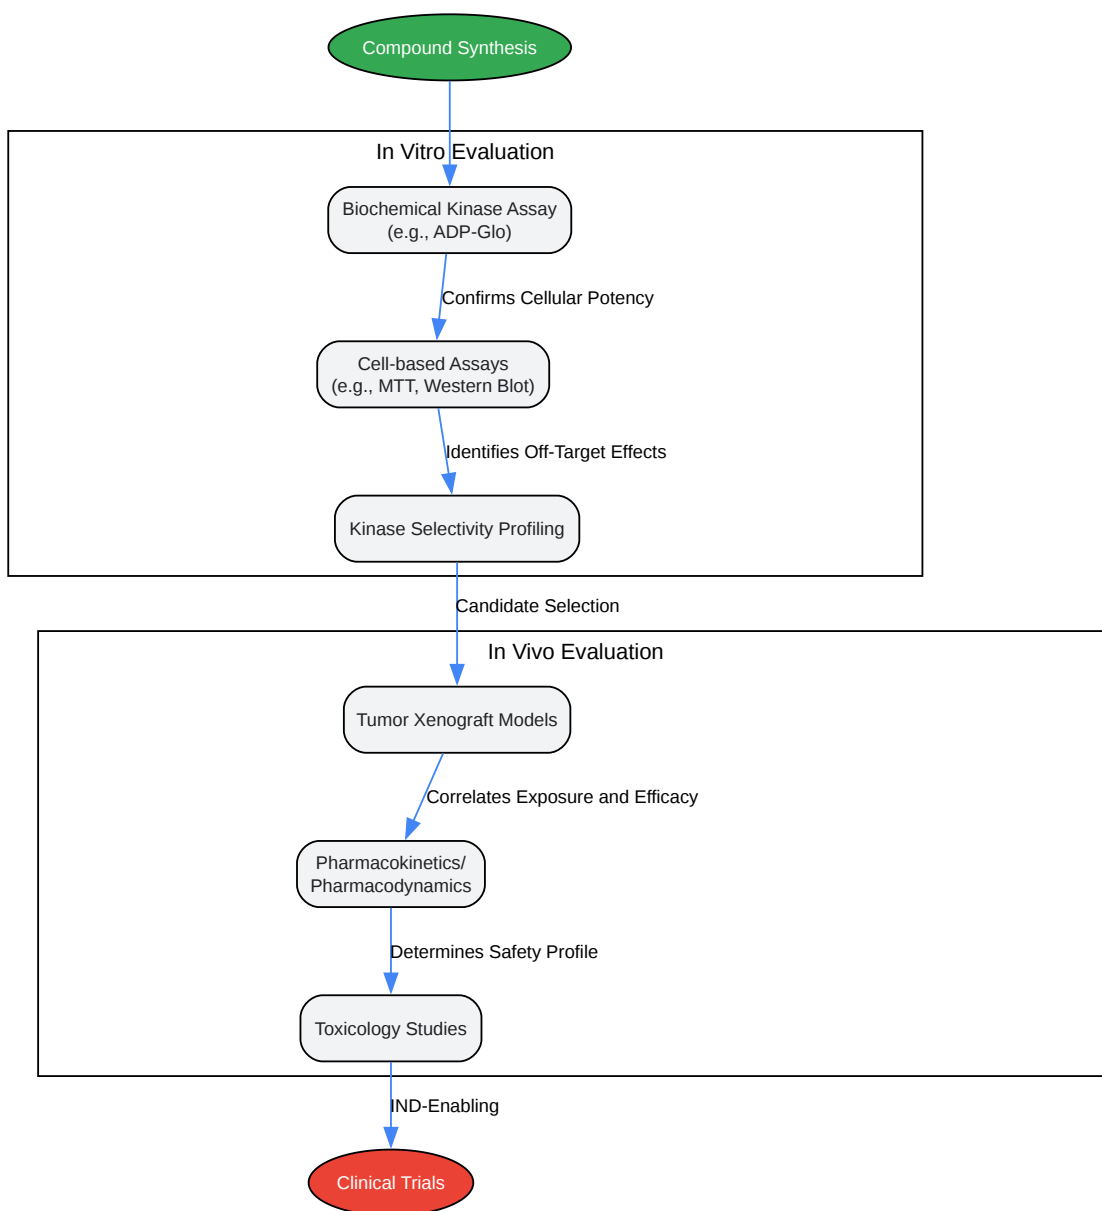 Compound Synthesis
In Vitro Evaluation
Biochemical Kinase Assay
(e.g., ADP-Glo)
Confirms Cellular Potency
Cell-based Assays
(e.g., MTT, Western Blot)
Identifies Off-Target Effects
Kinase Selectivity Profiling
Candidate Selection
In Vivo Evaluation
Tumor Xenograft Models
Correlates Exposure and Efficacy
Pharmacokinetics/
Pharmacodynamics
Determines Safety Profile
Toxicology Studies
IND-Enabling
Clinical Trials